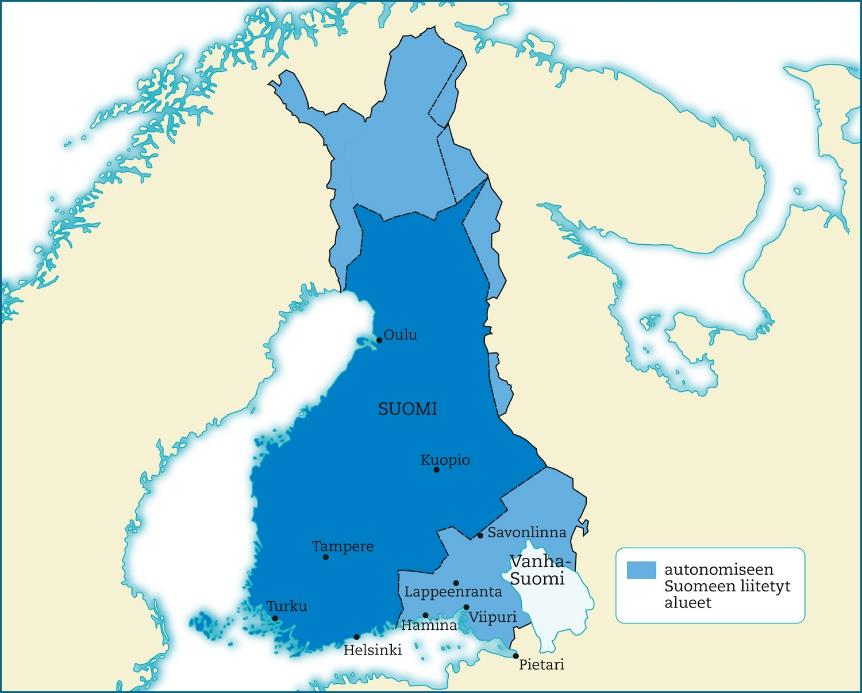 Oulu
SUOMI
Kuopio
Savonlinna
Tampere
Vanha-
Suomi
autonomiseen
Suomeen liitetyt
alueet
Lappeenranta
Turku
Viipuri
Hamina
Helsinki
Pietari